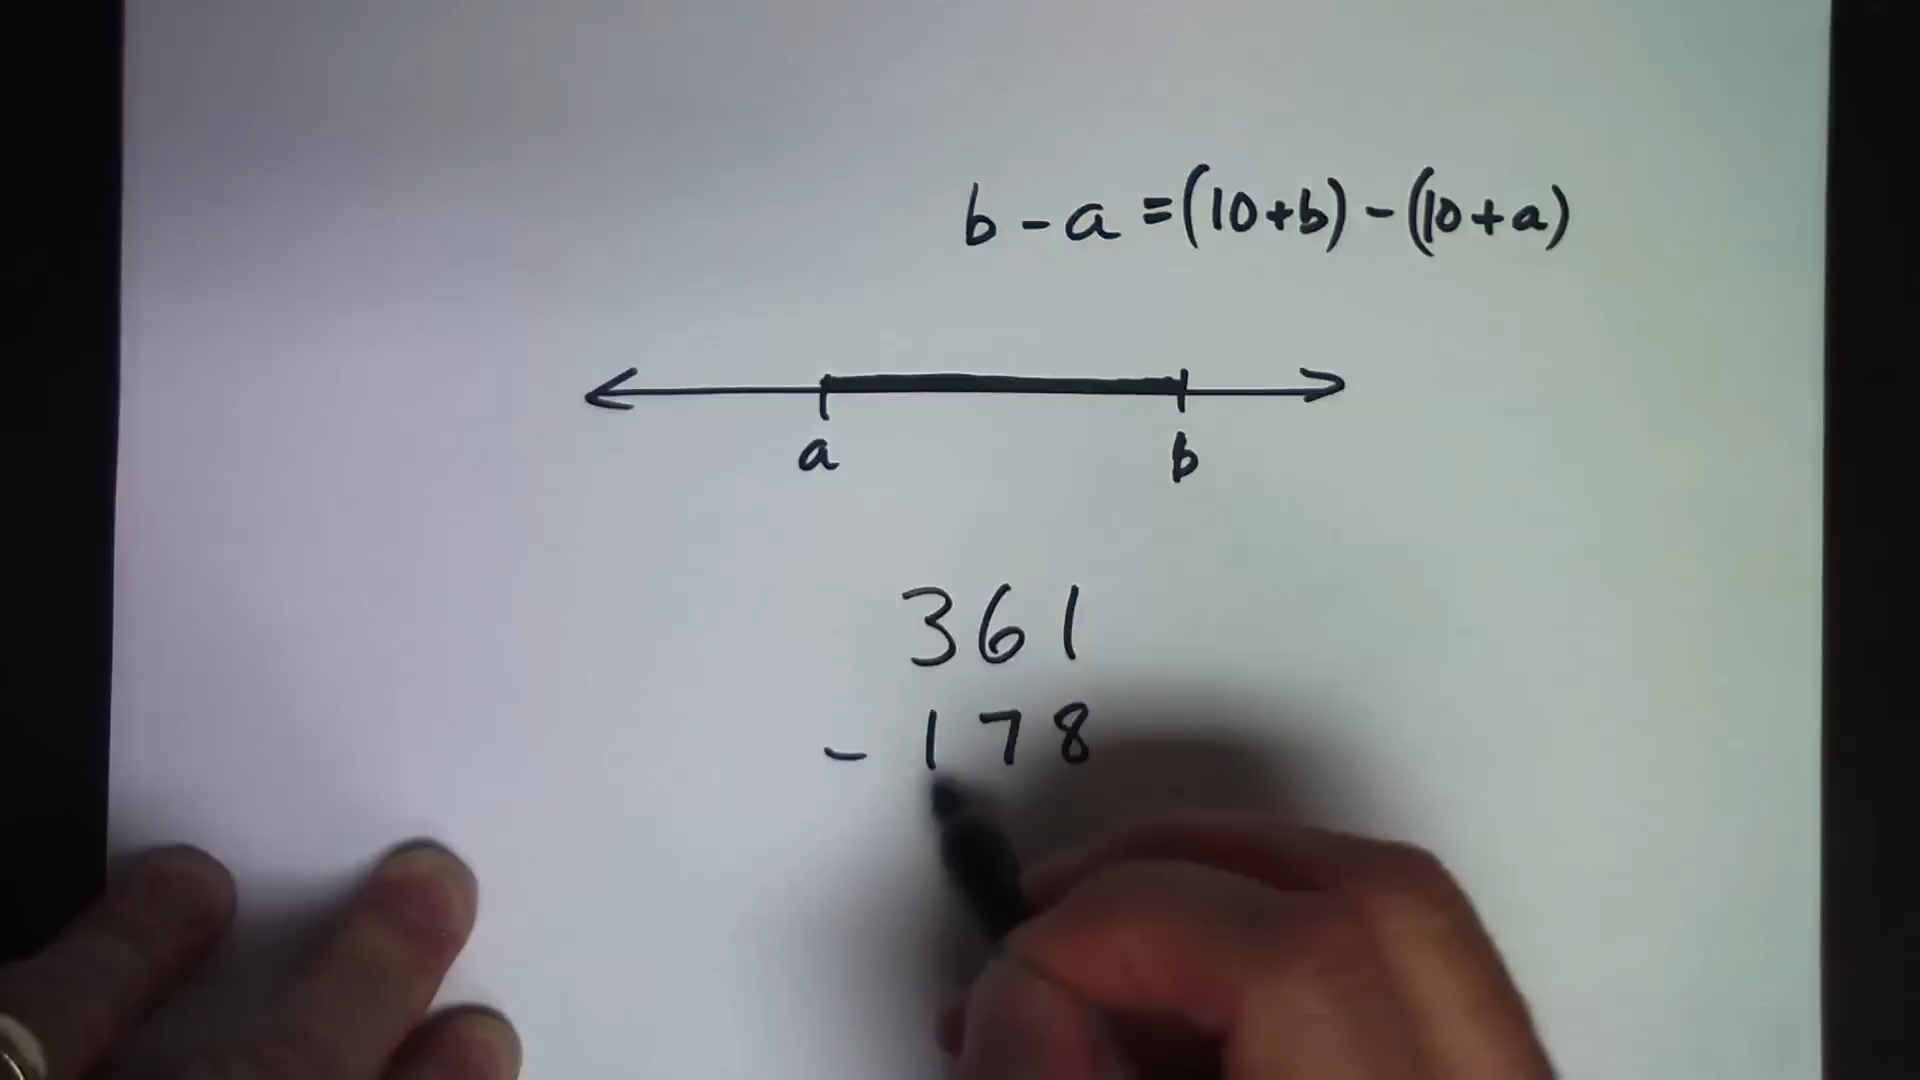 b - a = (10+b) - (10+a)
a b
361
- 178